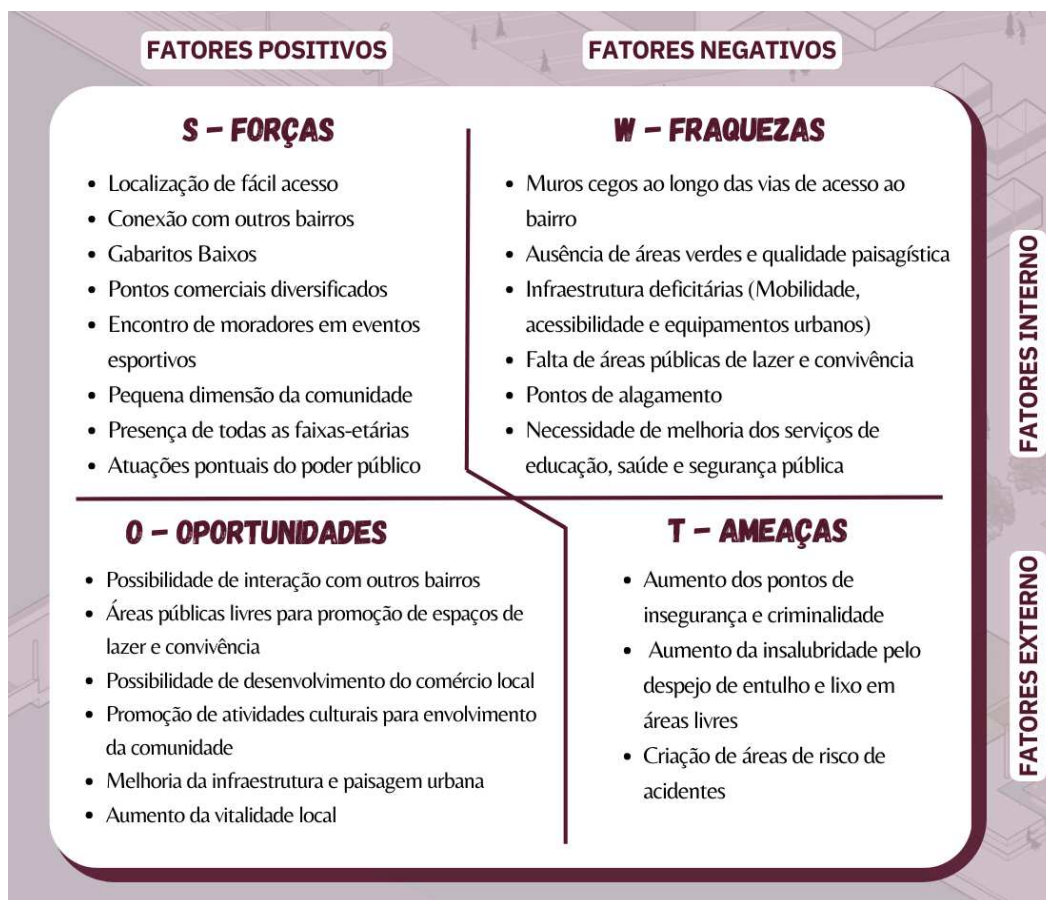 FATORES POSITIVOS
FATORES NEGATIVOS
S – FORÇAS
• Localização de fácil acesso
• Conexão com outros bairros
• Gabaritos Baixos
• Pontos comerciais diversificados
• Encontro de moradores em eventos
esportivos
• Pequena dimensão da comunidade
• Presença de todas as faixas-etárias
• Atuações pontuais do poder público
W – FRAQUEZAS
• Muros cegos ao longo das vias de acesso ao
bairro
• Ausência de áreas verdes e qualidade paisagística
• Infraestrutura deficitárias (Mobilidade,
acessibilidade e equipamentos urbanos)
• Falta de áreas públicas de lazer e convivência
• Pontos de alagamento
• Necessidade de melhoria dos serviços de
educação, saúde e segurança pública
FATORES INTERNO
O – OPORTUNIDADES
• Possibilidade de interação com outros bairros
• Áreas públicas livres para promoção de espaços de
lazer e convivência
• Possibilidade de desenvolvimento do comércio local
• Promoção de atividades culturais para envolvimento
da comunidade
• Melhoria da infraestrutura e paisagem urbana
• Aumento da vitalidade local
T – AMEAÇAS
• Aumento dos pontos de
insegurança e criminalidade
• Aumento da insalubridade pelo
despejo de entulho e lixo em
áreas livres
• Criação de áreas de risco de
acidentes
FATORES EXTERNO